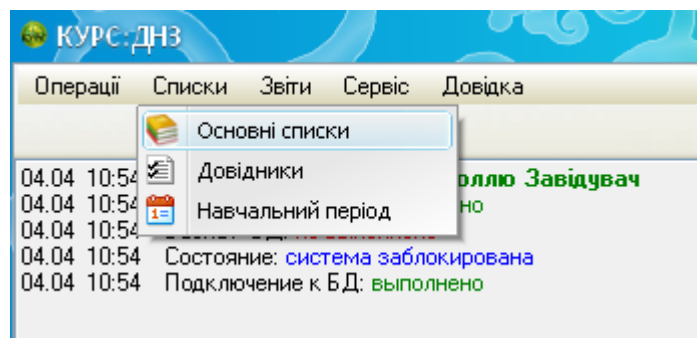 КУРС:ДНЗ
Операції Списки Звіти Сервіс Довідка
Основні списки
Довідники
Навчальний період
04.04 10:54 Завідувач
04.04 10:54
04.04 10:54
04.04 10:54 Состояние: система заблокирована
04.04 10:54 Подключение к БД: выполнено